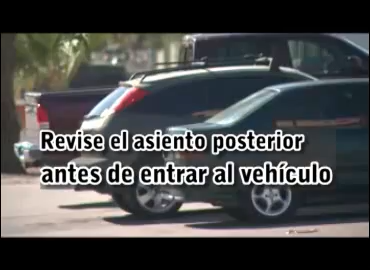 Revise el asiento posterior
antes de entrar al vehículo